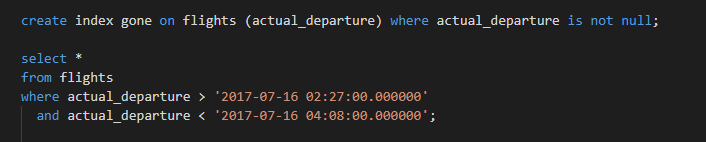 create index gone on flights (actual_departure) where actual_departure is not null;
select *
from flights
where actual_departure > '2017-07-16 02:27:00.000000'
and actual_departure < '2017-07-16 04:08:00.000000';